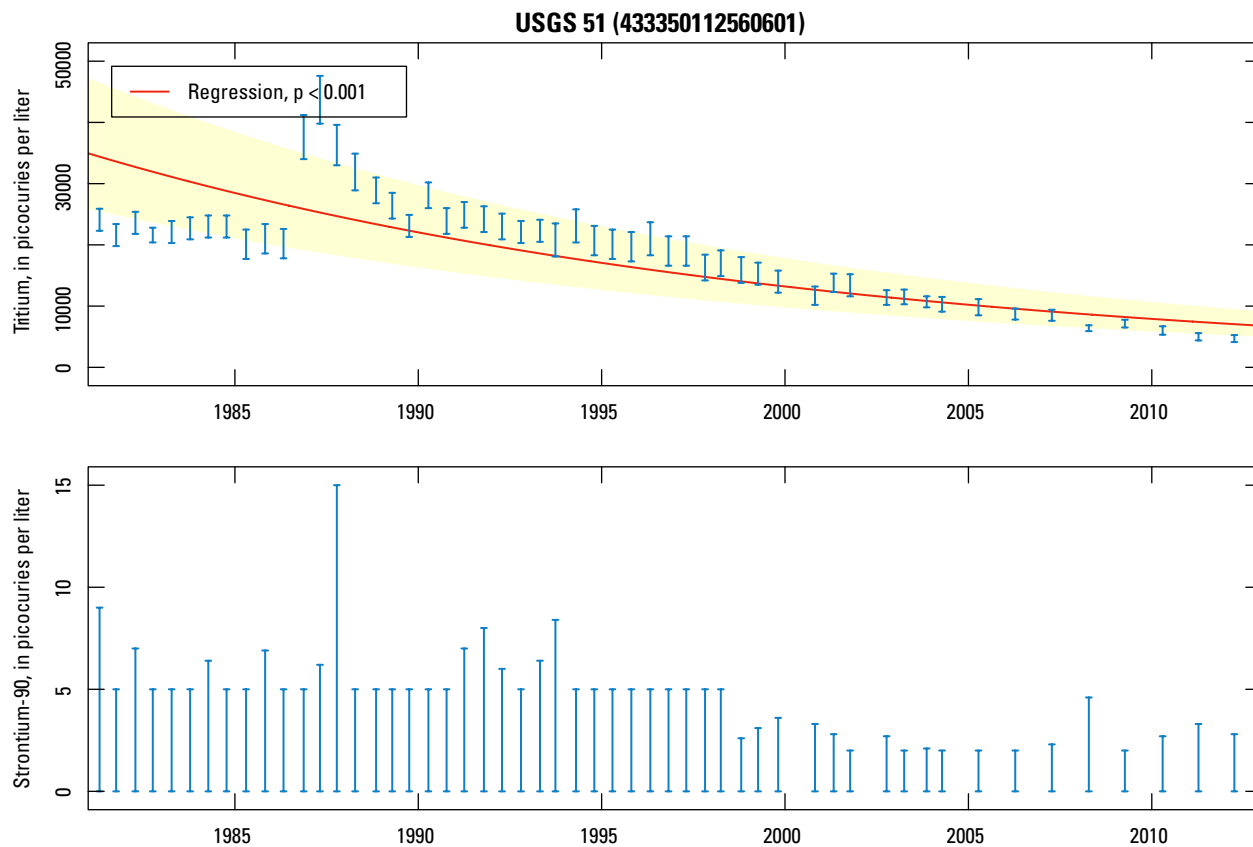 USGS 51 (433350112560601)
Tritium, in picocuries per liter
50000
30000
10000
0
Regression, p < 0.001
1985 1990 1995 2000 2005 2010
Strontium-90, in picocuries per liter
15
10
5
0
1985 1990 1995 2000 2005 2010